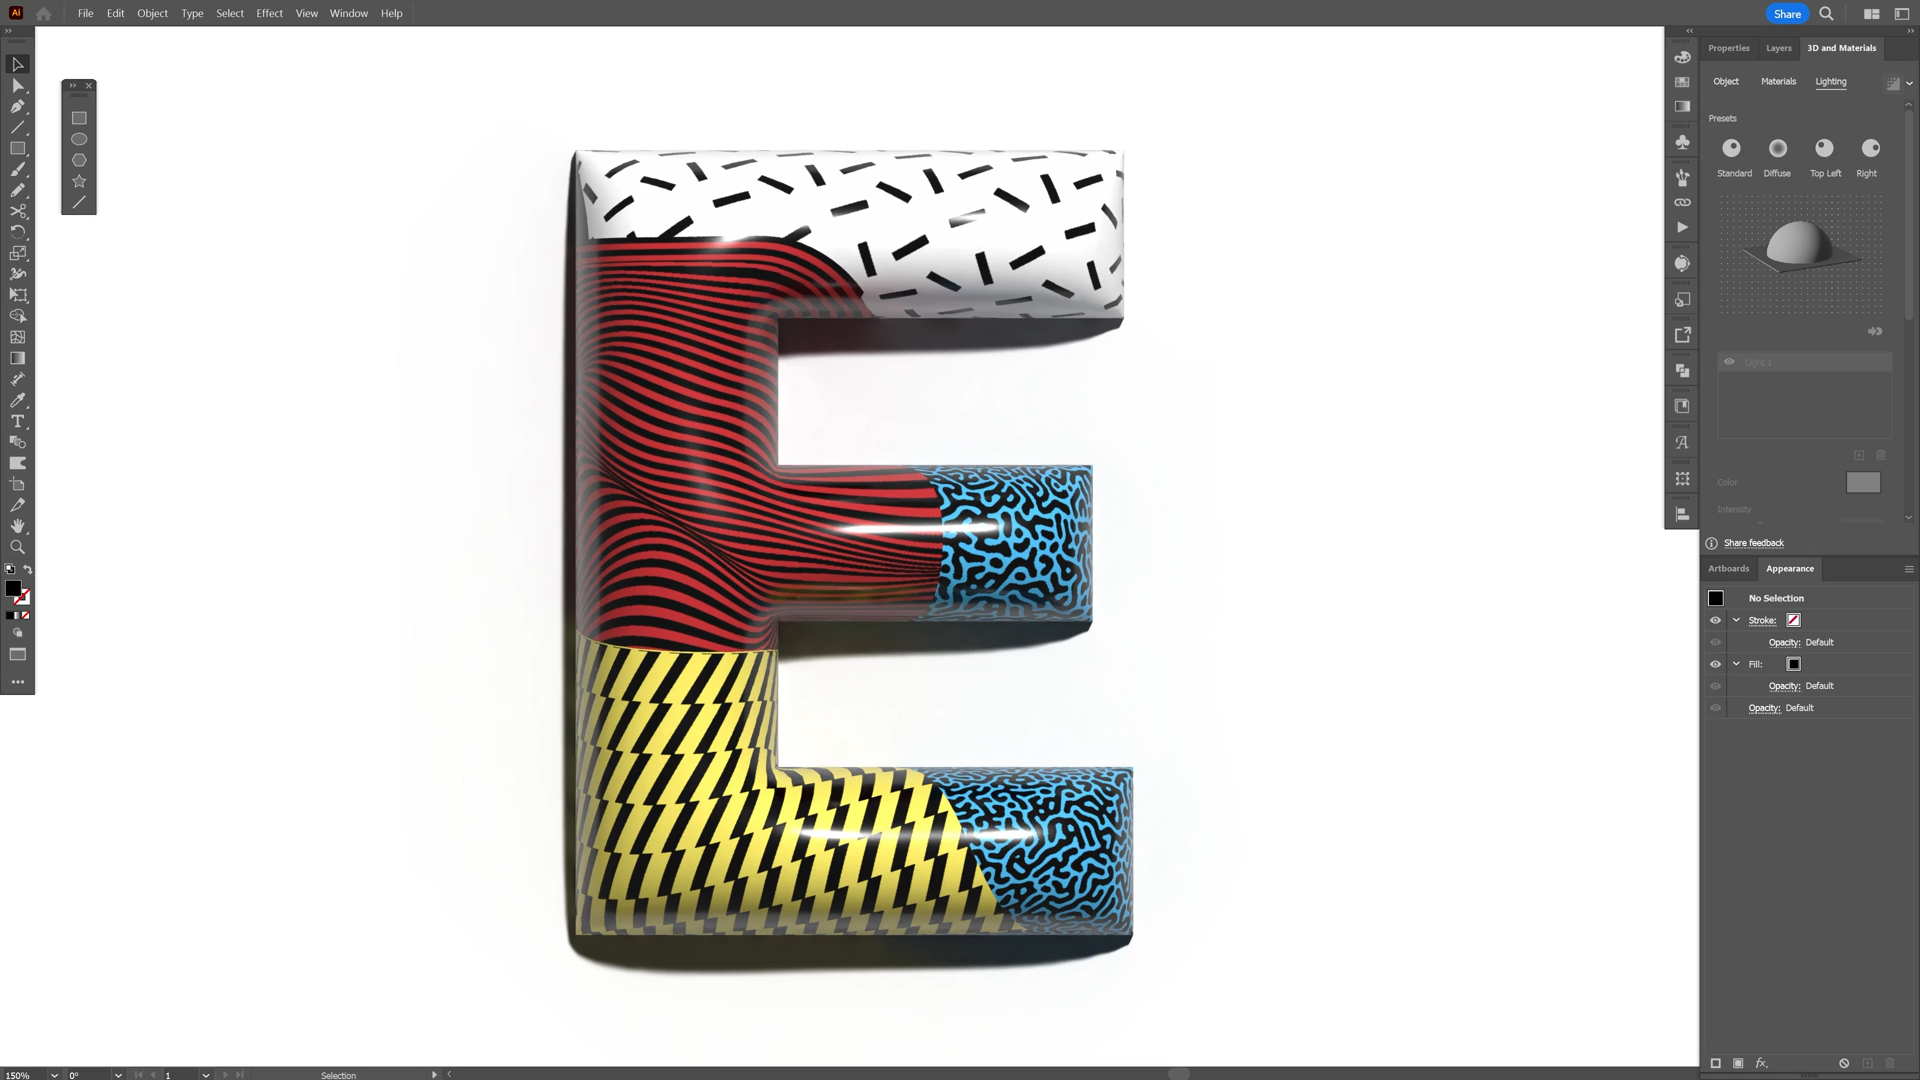 Ai File Edit Object Type Select Effect View Window Help Share
Properties Layers 3D and Materials
Object Materials Lighting
Presets
Standard Diffuse Top Left Right
Light 1
Color
Intensity
Share feedback
Artboards Appearance
No Selection
Stroke:
Opacity: Default
Fill:
Opacity: Default
Opacity: Default
fx.
150% 0° 1 Selection
E